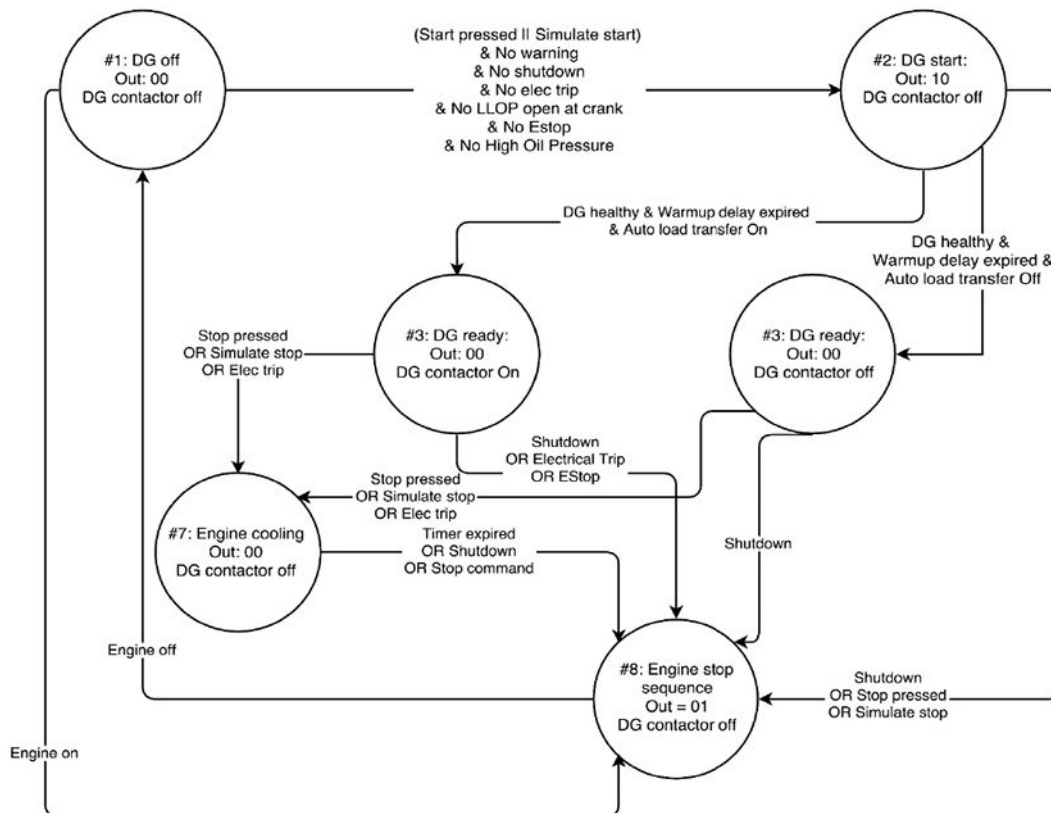 #1: DG off
Out: 00
DG contactor off
(Start pressed || Simulate start)
& No warning
& No shutdown
& No elec trip
& No LLOP open at crank
& No Estop
& No High Oil Pressure
#2: DG start:
Out: 10
DG contactor off
DG healthy & Warmup delay expired
& Auto load transfer On
DG healthy &
Warmup delay expired &
Auto load transfer Off
#3: DG ready:
Out: 00
DG contactor On
#3: DG ready:
Out: 00
DG contactor off
Stop pressed
OR Simulate stop
OR Elec trip
Shutdown
OR Electrical Trip
OR EStop
Stop pressed
OR Simulate stop
OR Elec trip
#7: Engine cooling
Out: 00
DG contactor off
Timer expired
OR Shutdown
OR Stop command
Shutdown
Engine off
#8: Engine stop
sequence
Out = 01
DG contactor off
Shutdown
OR Stop pressed
OR Simulate stop
Engine on